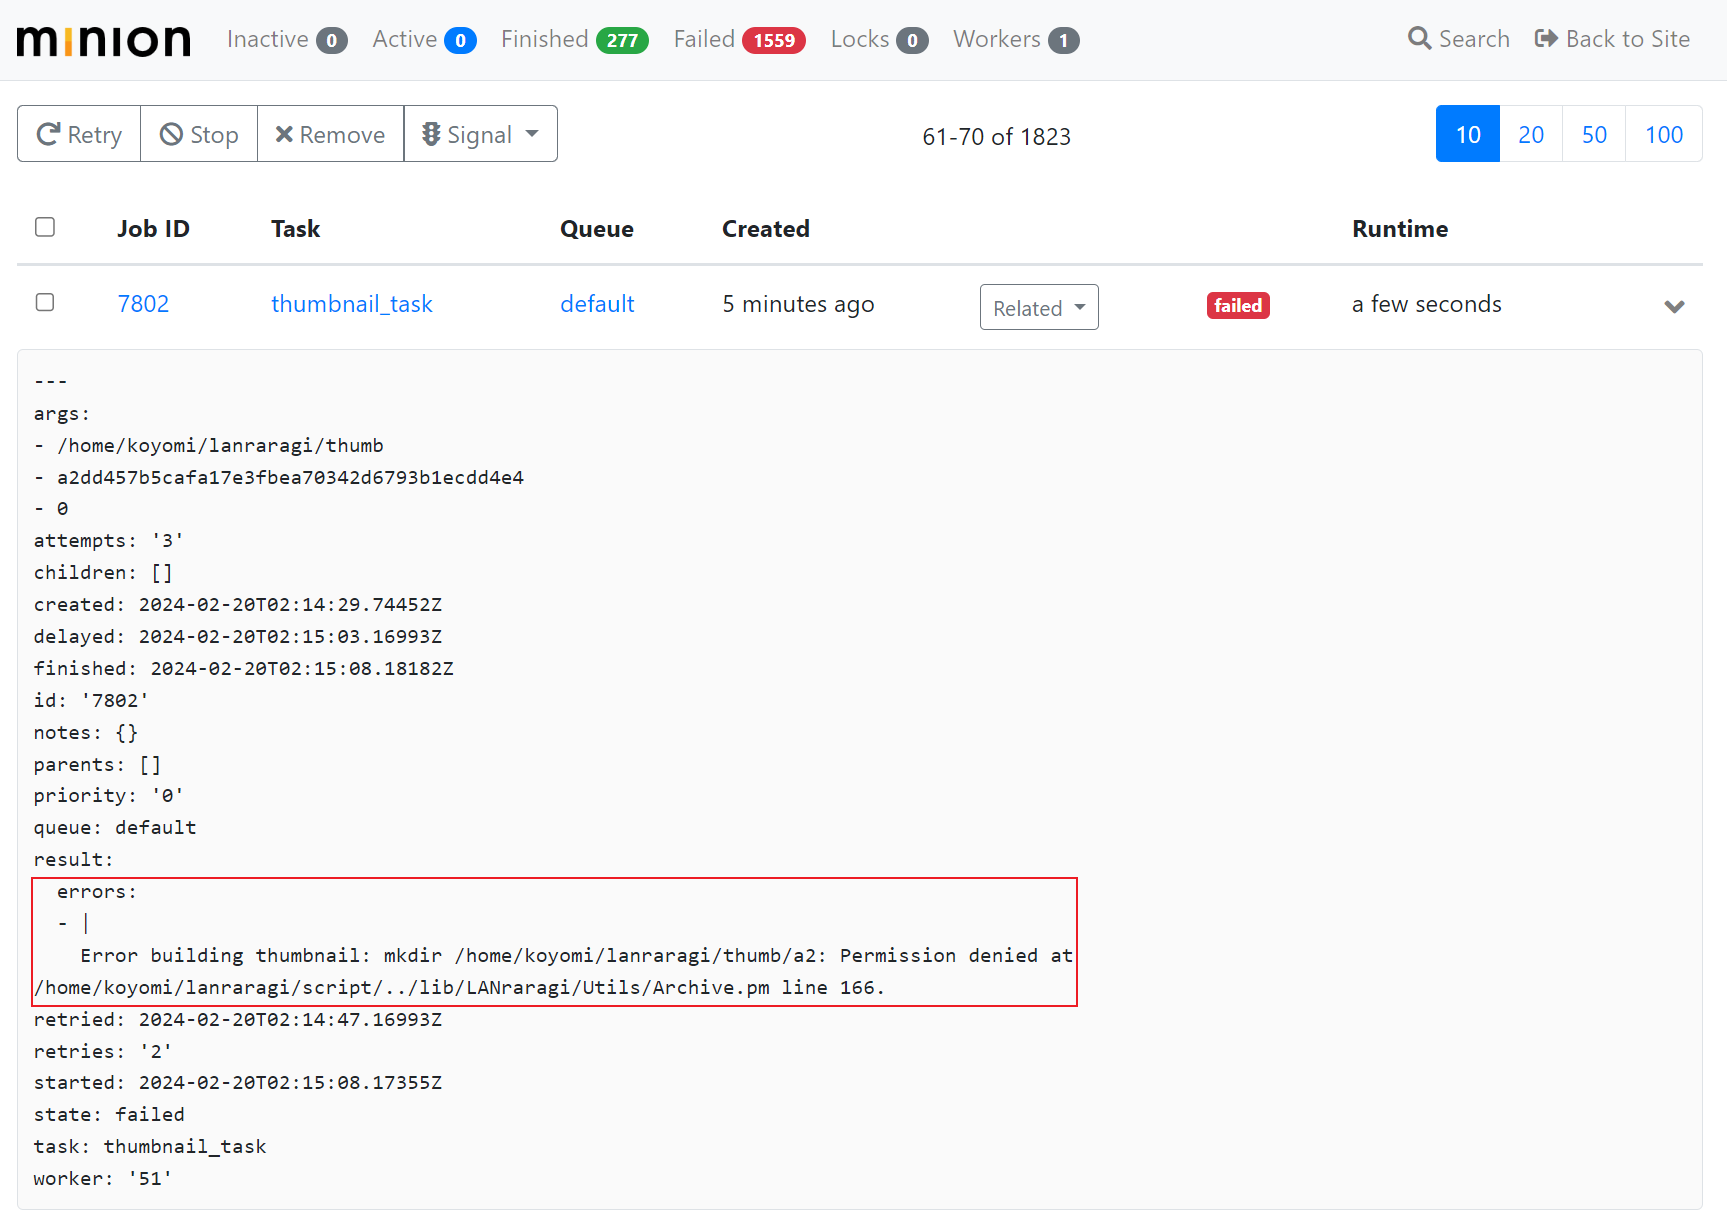 minion Inactive 0 Active 0 Finished 277 Failed 1559 Locks 0 Workers 1 Search Back to Site
Retry Stop Remove Signal 61-70 of 1823 10 20 50 100
Job ID Task Queue Created Runtime
7802 thumbnail_task default 5 minutes ago Related failed a few seconds
---
args:
- /home/koyomi/lanraragi/thumb
- a2dd457b5cafa17e3fbea70342d6793b1ecdd4e4
- 0
attempts: '3'
children: []
created: 2024-02-20T02:14:29.74452Z
delayed: 2024-02-20T02:15:03.16993Z
finished: 2024-02-20T02:15:08.18182Z
id: '7802'
notes: {}
parents: []
priority: '0'
queue: default
result:
errors:
- |
Error building thumbnail: mkdir /home/koyomi/lanraragi/thumb/a2: Permission denied at
/home/koyomi/lanraragi/script/../lib/LANraragi/Utils/Archive.pm line 166.
retried: 2024-02-20T02:14:47.16993Z
retries: '2'
started: 2024-02-20T02:15:08.17355Z
state: failed
task: thumbnail_task
worker: '51'